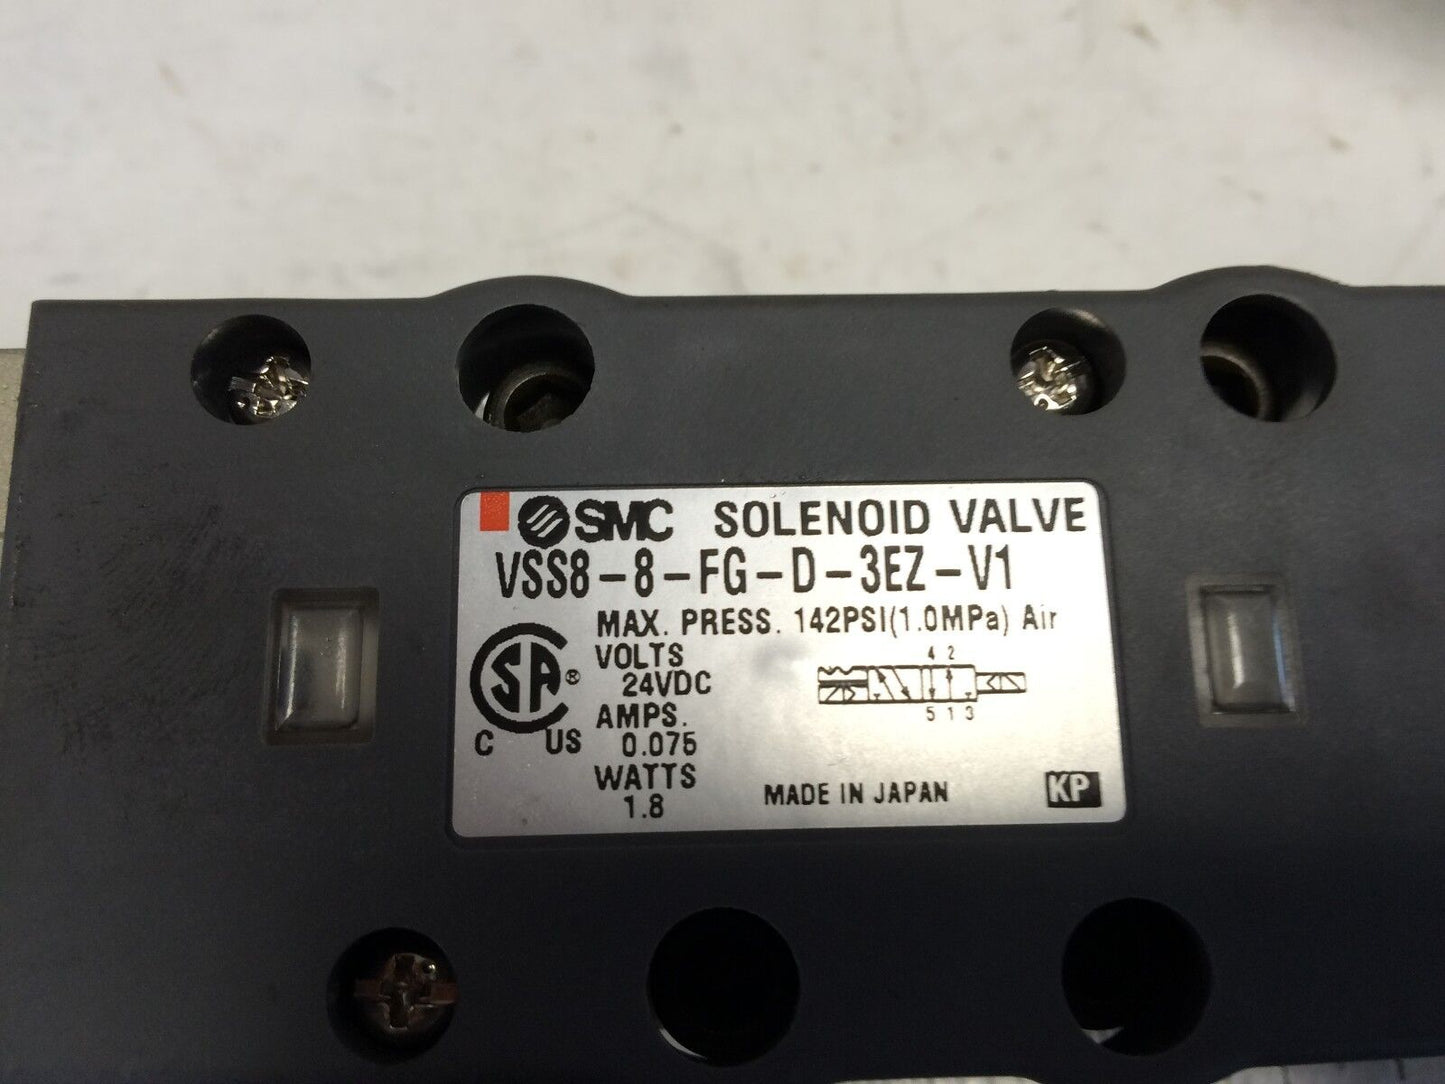 SMC SOLENOID VALVE
VSS8-8-FG-D-3EZ-V1
MAX. PRESS. 142PSI(1.0MPa) Air
VOLTS
24VDC
AMPS.
0.075
WATTS
1.8
SA®
C US
4 2
5 1 3
MADE IN JAPAN
KP